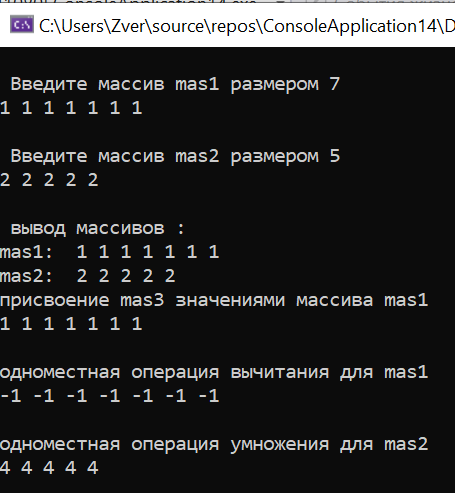 C:\Users\Zver\source\repos\ConsoleApplication14\D
Введите массив mas1 размером 7
1 1 1 1 1 1 1
Введите массив mas2 размером 5
2 2 2 2 2
вывод массивов :
mas1:  1 1 1 1 1 1 1
mas2:  2 2 2 2 2
присвоение mas3 значениями массива mas1
1 1 1 1 1 1 1
одноместная операция вычитания для mas1
-1 -1 -1 -1 -1 -1 -1
одноместная операция умножения для mas2
4 4 4 4 4